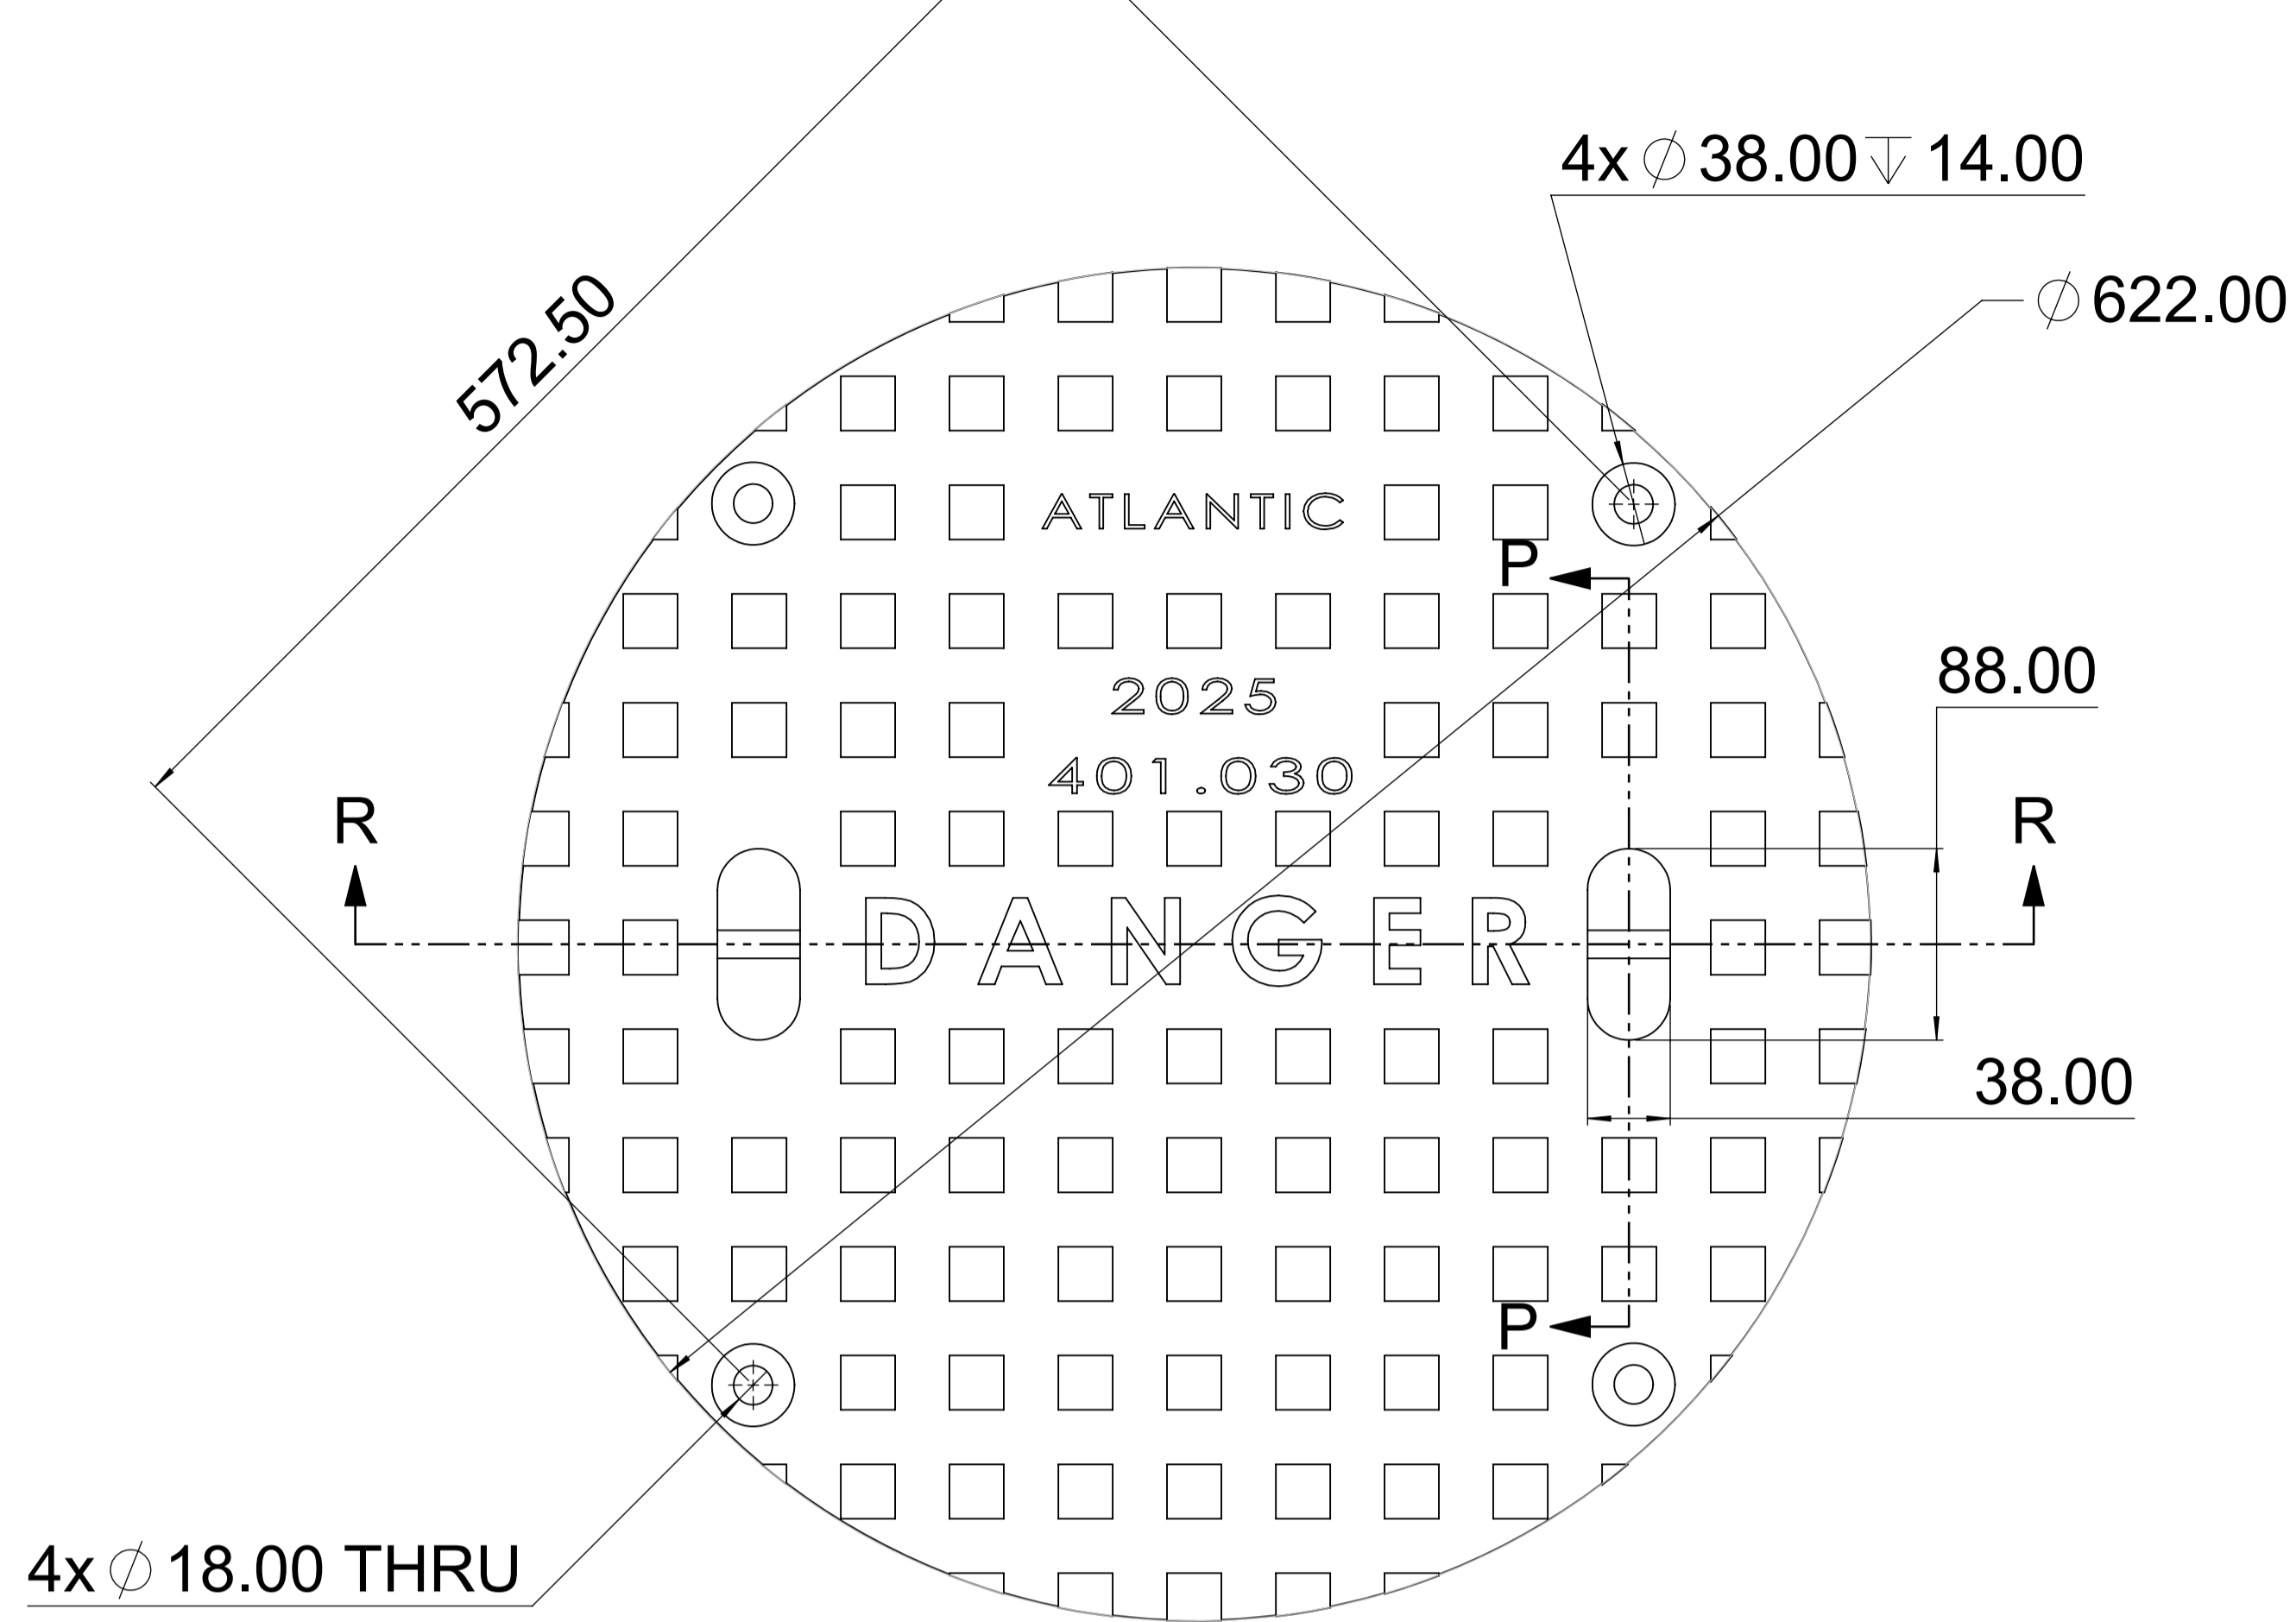 4x ⌀ 38.00 ↧ 14.00
⌀ 622.00
572.50
ATLANTIC
P
88.00
2025
401.030
R
R
DANGER
38.00
P
4x ⌀ 18.00 THRU